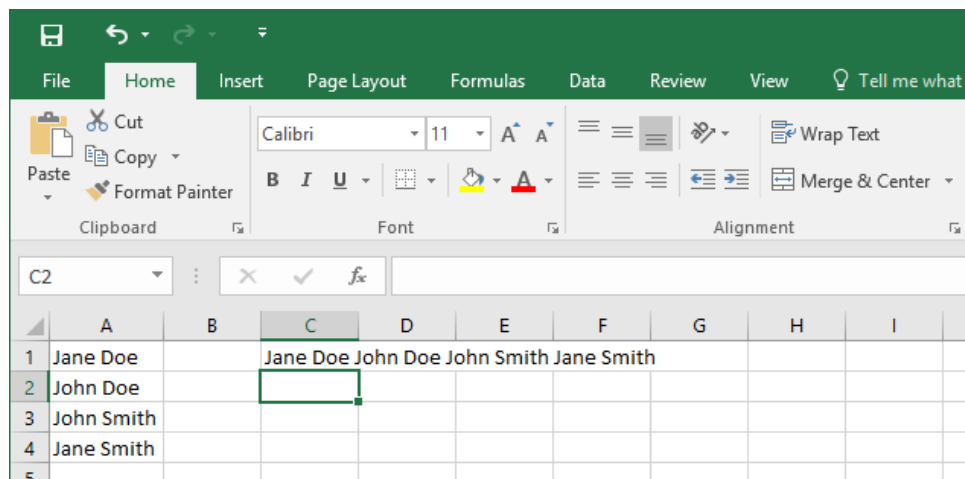 File Home Insert Page Layout Formulas Data Review View Tell me what
Cut
Calibri 11 A A Wrap Text
Copy
Paste
B I U A Merge & Center
Format Painter
Clipboard Font Alignment
C2 fx
A B C D E F G H I
1 Jane Doe Jane Doe John Doe John Smith Jane Smith
2 John Doe
3 John Smith
4 Jane Smith
5